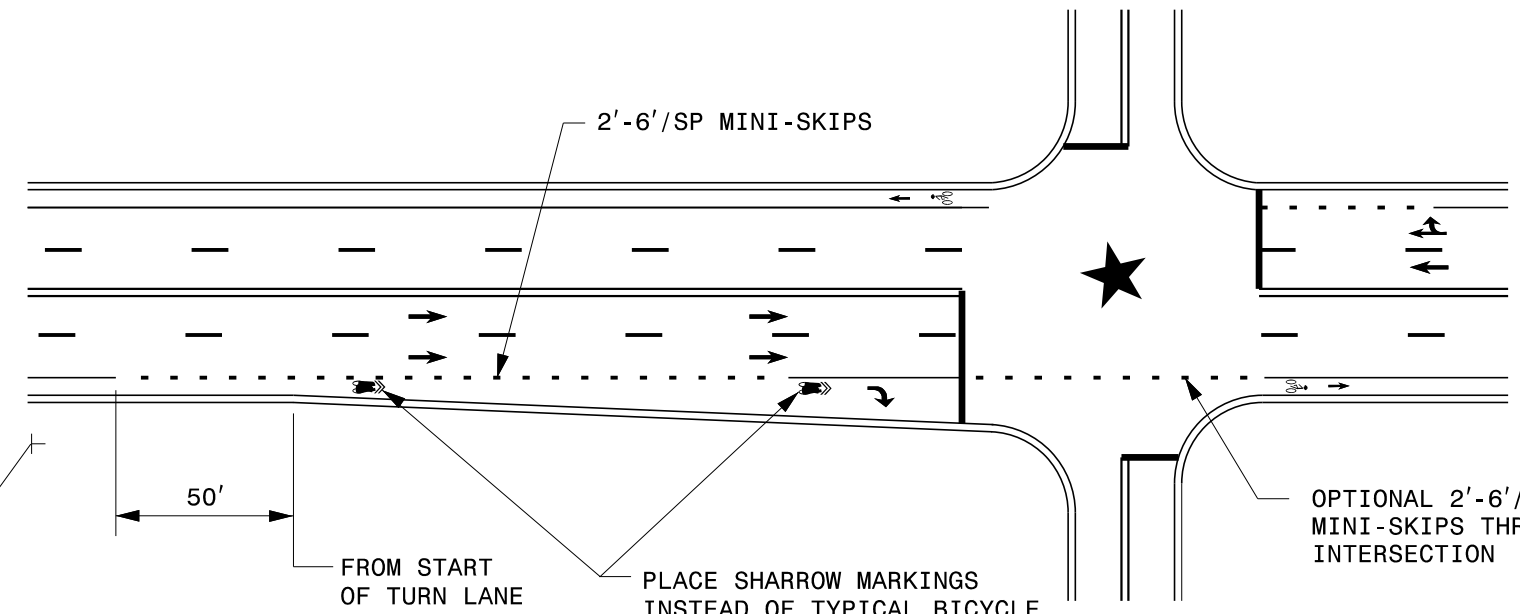 2'-6'/SP MINI-SKIPS
50'
FROM START
OF TURN LANE
PLACE SHARROW MARKINGS
INSTEAD OF TYPICAL BICYCLE
OPTIONAL 2'-6'/
MINI-SKIPS
INTERSECTION